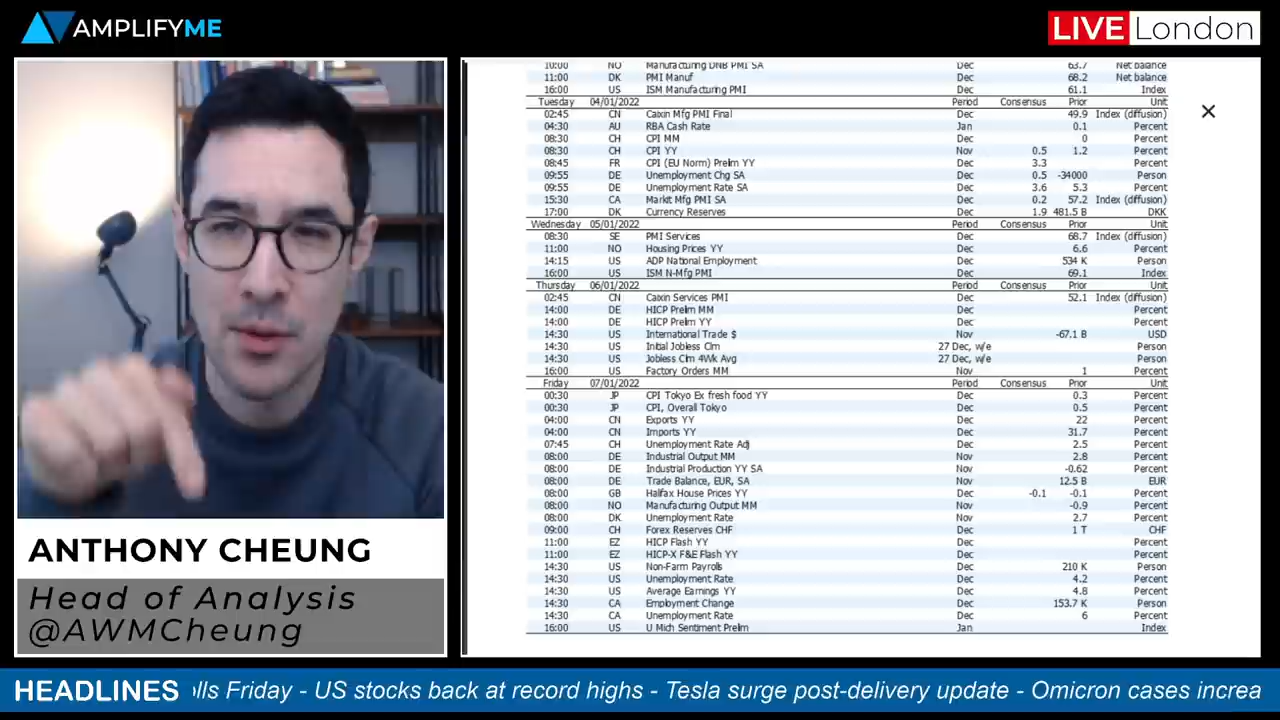 AMPLIFYME
LIVE London
10:00 NO Manufacturing DNB PMI SA Dec 63.7 Net balance
11:00 DK PMI Manuf Dec 68.2 Net balance
16:00 US ISM Manufacturing PMI Dec 61.1 Index
Tuesday 04/01/2022 Period Consensus Prior Unit
02:45 CN Caixin Mfg PMI Final Dec 49.9 Index (diffusion)
04:30 AU RBA Cash Rate Jan 0.1 Percent
08:30 CH CPI MM Dec 0 Percent
08:30 CH CPI YY Nov 0.5 1.2 Percent
08:45 FR CPI (EU Norm) Prelim YY Dec 3.3 Percent
09:55 DE Unemployment Chg SA Dec 0.5 -34000 Person
09:55 DE Unemployment Rate SA Dec 3.6 5.3 Percent
15:30 CA Markit Mfg PMI SA Dec 0.2 57.2 Index (diffusion)
17:00 DK Currency Reserves Dec 1.9 481.5 B DKK
Wednesday 05/01/2022 Period Consensus Prior Unit
08:30 SE PMI Services Dec 68.7 Index (diffusion)
11:00 NO Housing Prices YY Dec 6.6 Percent
14:15 US ADP National Employment Dec 534 K Person
16:00 US ISM N-Mfg PMI Dec 69.1 Index
Thursday 06/01/2022 Period Consensus Prior Unit
02:45 CN Caixin Services PMI Dec 52.1 Index (diffusion)
14:00 DE HICP Prelim MM Dec Percent
14:00 DE HICP Prelim YY Dec Percent
14:30 US International Trade $ Nov -67.1 B USD
14:30 US Initial Jobless Clm 27 Dec, w/e Person
14:30 US Jobless Clm 4Wk Avg 27 Dec, w/e Person
16:00 US Factory Orders MM Nov 1 Percent
Friday 07/01/2022 Period Consensus Prior Unit
00:30 JP CPI Tokyo Ex fresh food YY Dec 0.3 Percent
00:30 JP CPI, Overall Tokyo Dec 0.5 Percent
04:00 CN Exports YY Dec 22 Percent
04:00 CN Imports YY Dec 31.7 Percent
07:45 CH Unemployment Rate Adj Dec 2.5 Percent
08:00 DE Industrial Output MM Nov 2.8 Percent
08:00 DE Industrial Production YY SA Nov -0.62 Percent
08:00 DE Trade Balance, EUR, SA Nov 12.5 B EUR
08:00 GB Halifax House Prices YY Dec -0.1 -0.1 Percent
08:00 NO Manufacturing Output MM Nov -0.9 Percent
08:00 DK Unemployment Rate Nov 2.7 Percent
09:00 CH Forex Reserves CHF Dec 1 T CHF
11:00 EZ HICP Flash YY Dec Percent
11:00 EZ HICP-X F&E Flash YY Dec Percent
14:30 US Non-Farm Payrolls Dec 210 K Person
14:30 US Unemployment Rate Dec 4.2 Percent
14:30 US Average Earnings YY Dec 4.8 Percent
14:30 CA Employment Change Dec 153.7 K Person
14:30 CA Unemployment Rate Dec 6 Percent
16:00 US U Mich Sentiment Prelim Jan Index
ANTHONY CHEUNG
Head of Analysis
@AWMCheung
HEADLINES lls Friday - US stocks back at record highs - Tesla surge post-delivery update - Omicron cases increa